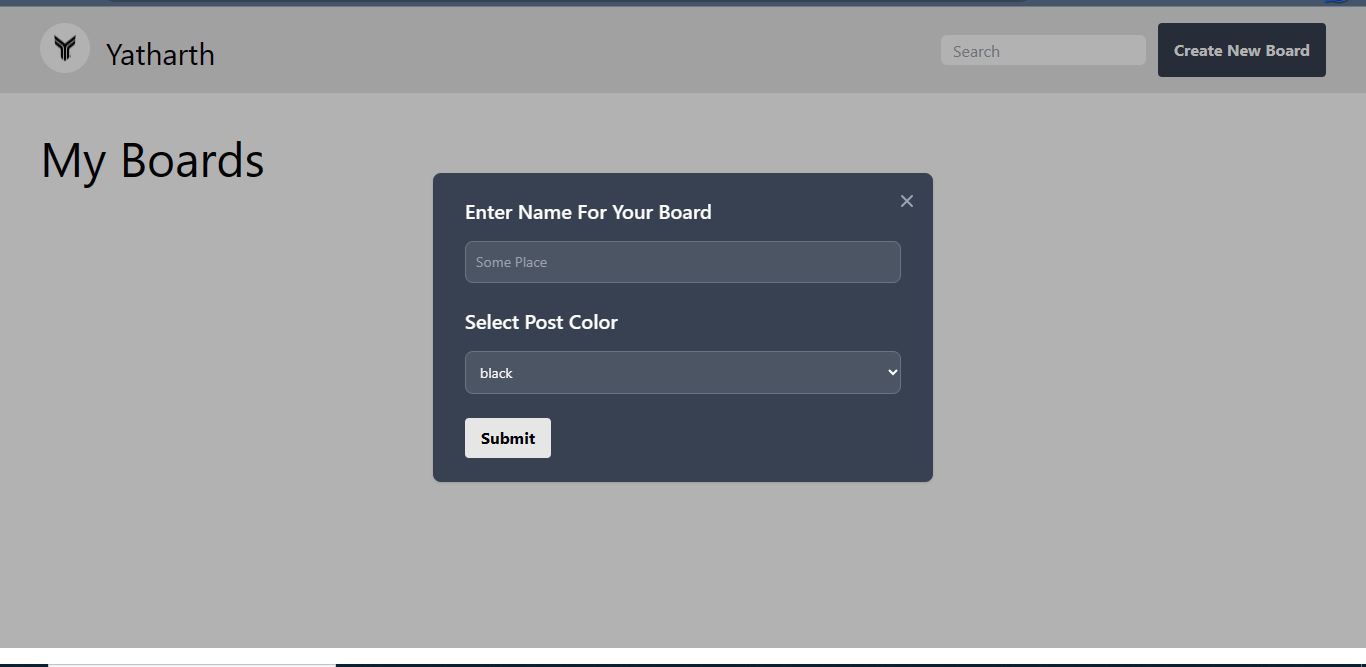 Yatharth
Search
Create New Board
My Boards
Enter Name For Your Board
Some Place
Select Post Color
black
Submit